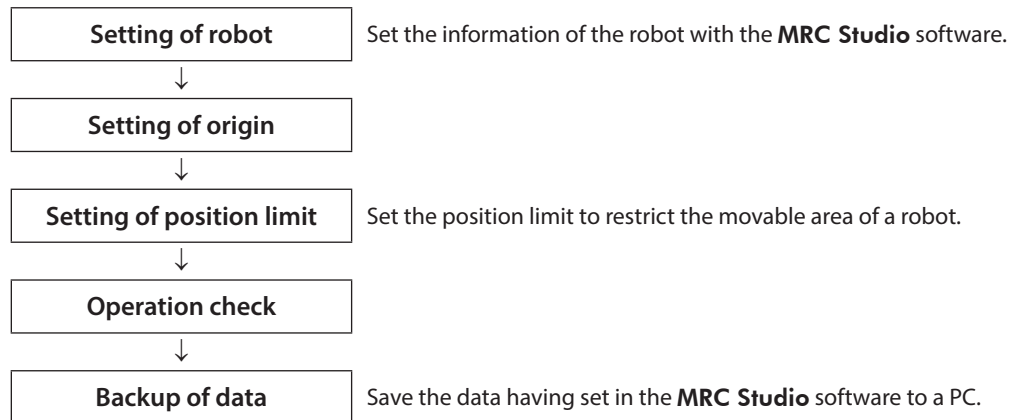 Setting of robot Set the information of the robot with the MRC Studio software.
↓
Setting of origin
↓
Setting of position limit Set the position limit to restrict the movable area of a robot.
↓
Operation check
↓
Backup of data Save the data having set in the MRC Studio software to a PC.